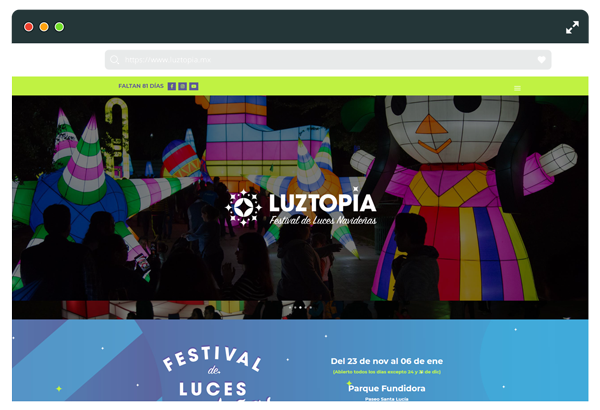 https://www.luztopia.mx
FALTAN 81 DÍAS
LUZTOPÍA
Festival de Luces Navideñas
FESTIVAL
de
LUCES
Del 23 de nov al 06 de ene
(Abierto todos los días excepto 24 y 31 de dic)
Parque Fundidora
Paseo Santa Lucía